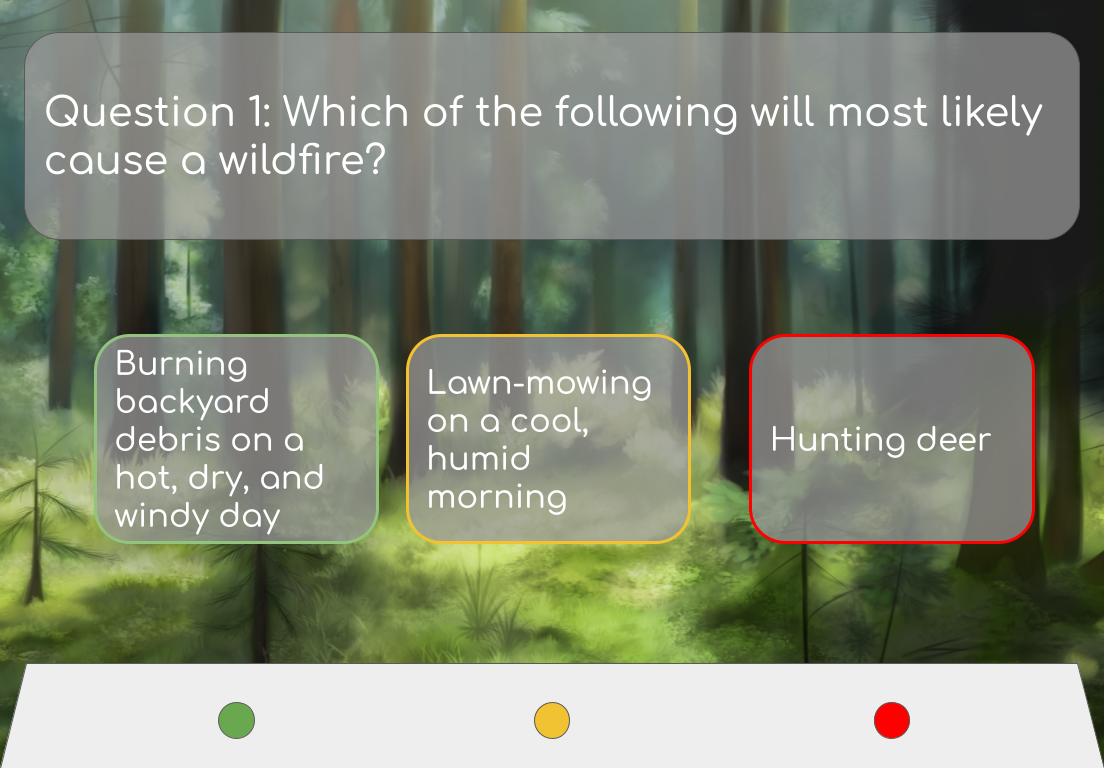 Question 1: Which of the following will most likely
cause a wildfire?
Burning
backyard
debris on a
hot, dry, and
windy day
Lawn-mowing
on a cool,
humid
morning
Hunting deer